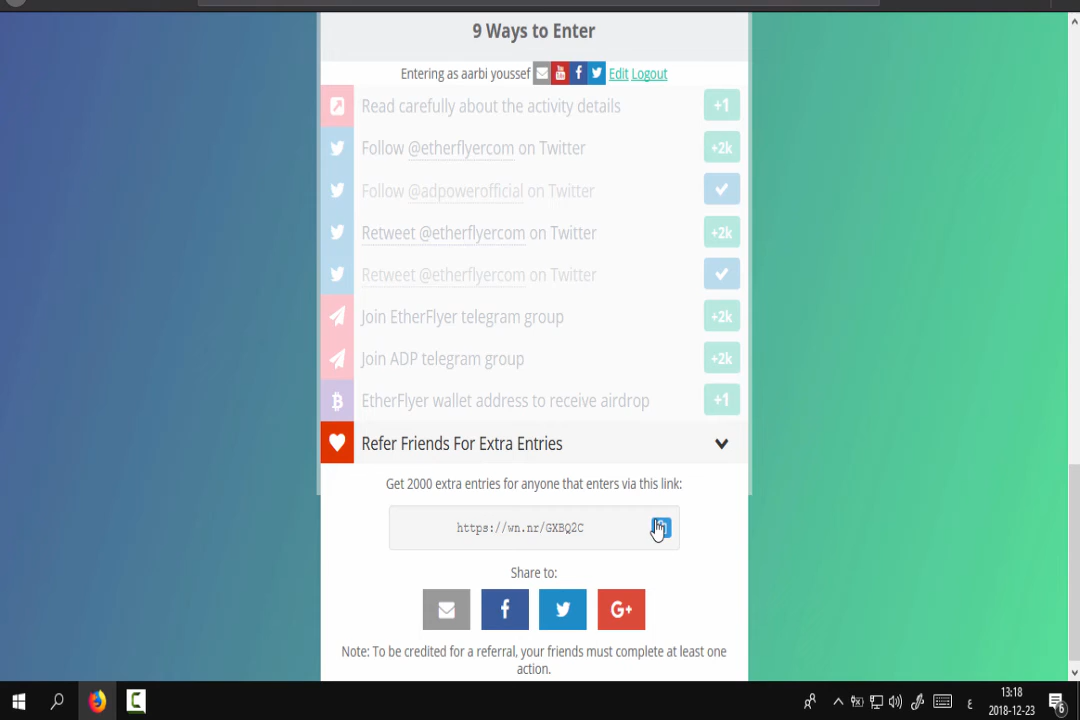 9 Ways to Enter
Entering as aarbi youssef Edit Logout
Read carefully about the activity details +1
Follow @etherflyercom on Twitter +2k
Follow @adpowerofficial on Twitter
Retweet @etherflyercom on Twitter +2k
Retweet @etherflyercom on Twitter
Join EtherFlyer telegram group +2k
Join ADP telegram group +2k
EtherFlyer wallet address to receive airdrop +1
Refer Friends For Extra Entries
Get 2000 extra entries for anyone that enters via this link:
https://wn.nr/GXBQ2C
Share to:
G+
Note: To be credited for a referral, your friends must complete at least one
action.
ع
13:18
2018-12-23
6